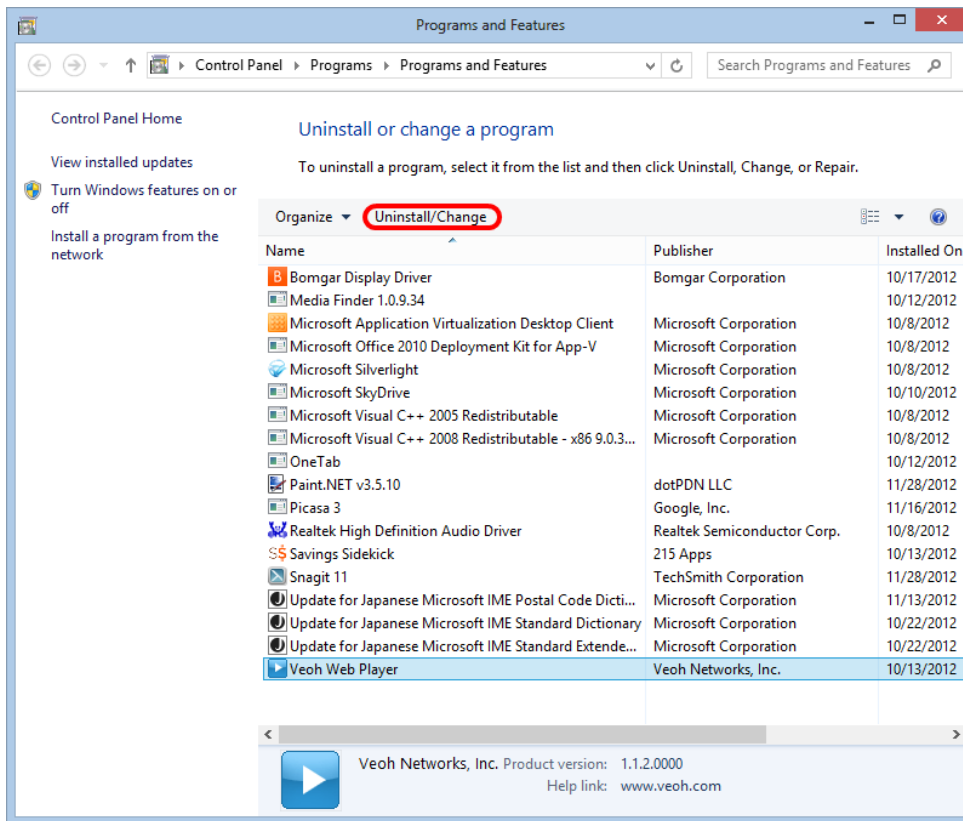 Programs and Features
Control Panel Programs Programs and Features Search Programs and Features
Control Panel Home
View installed updates
Turn Windows features on or
off
Install a program from the
network
Uninstall or change a program
To uninstall a program, select it from the list and then click Uninstall, Change, or Repair.
Organize Uninstall/Change
Name Publisher Installed On
Bomgar Display Driver Bomgar Corporation 10/17/2012
Media Finder 1.0.9.34 10/12/2012
Microsoft Application Virtualization Desktop Client Microsoft Corporation 10/8/2012
Microsoft Office 2010 Deployment Kit for App-V Microsoft Corporation 10/8/2012
Microsoft Silverlight Microsoft Corporation 10/8/2012
Microsoft SkyDrive Microsoft Corporation 10/10/2012
Microsoft Visual C++ 2005 Redistributable Microsoft Corporation 10/8/2012
Microsoft Visual C++ 2008 Redistributable - x86 9.0.3... Microsoft Corporation 10/8/2012
OneTab 10/12/2012
Paint.NET v3.5.10 dotPDN LLC 11/28/2012
Picasa 3 Google, Inc. 11/16/2012
Realtek High Definition Audio Driver Realtek Semiconductor Corp. 10/8/2012
Savings Sidekick 215 Apps 10/13/2012
Snagit 11 TechSmith Corporation 11/28/2012
Update for Japanese Microsoft IME Postal Code Dicti... Microsoft Corporation 11/13/2012
Update for Japanese Microsoft IME Standard Dictionary Microsoft Corporation 10/22/2012
Update for Japanese Microsoft IME Standard Extende... Microsoft Corporation 10/22/2012
Veoh Web Player Veoh Networks, Inc. 10/13/2012
Veoh Networks, Inc. Product version: 1.1.2.0000
Help link: www.veoh.com